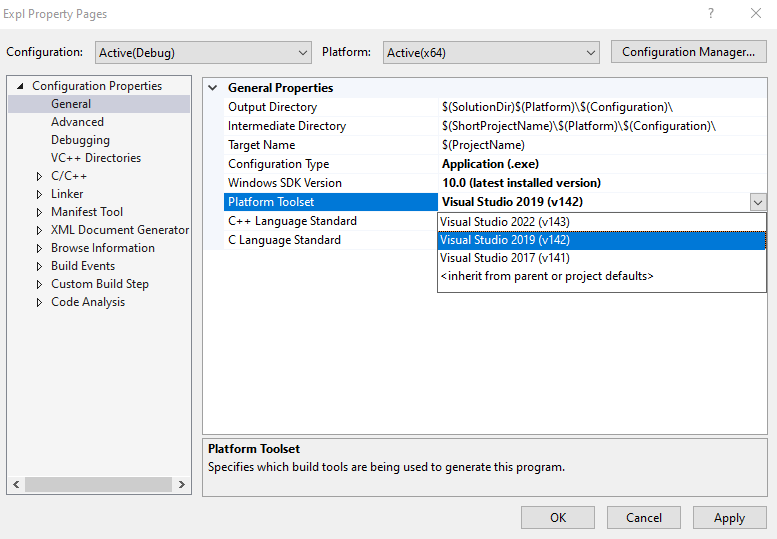 Expl Property Pages
?
Configuration: Active(Debug) Platform: Active(x64) Configuration Manager...
Configuration Properties
General
Advanced
Debugging
VC++ Directories
C/C++
Linker
Manifest Tool
XML Document Generator
Browse Information
Build Events
Custom Build Step
Code Analysis
General Properties
Output Directory $(SolutionDir)$(Platform)\$(Configuration)\
Intermediate Directory $(ShortProjectName)\$(Platform)\$(Configuration)\
Target Name $(ProjectName)
Configuration Type Application (.exe)
Windows SDK Version 10.0 (latest installed version)
Platform Toolset Visual Studio 2019 (v142)
C++ Language Standard
C Language Standard
Visual Studio 2022 (v143)
Visual Studio 2019 (v142)
Visual Studio 2017 (v141)
<inherit from parent or project defaults>
Platform Toolset
Specifies which build tools are being used to generate this program.
OK Cancel Apply